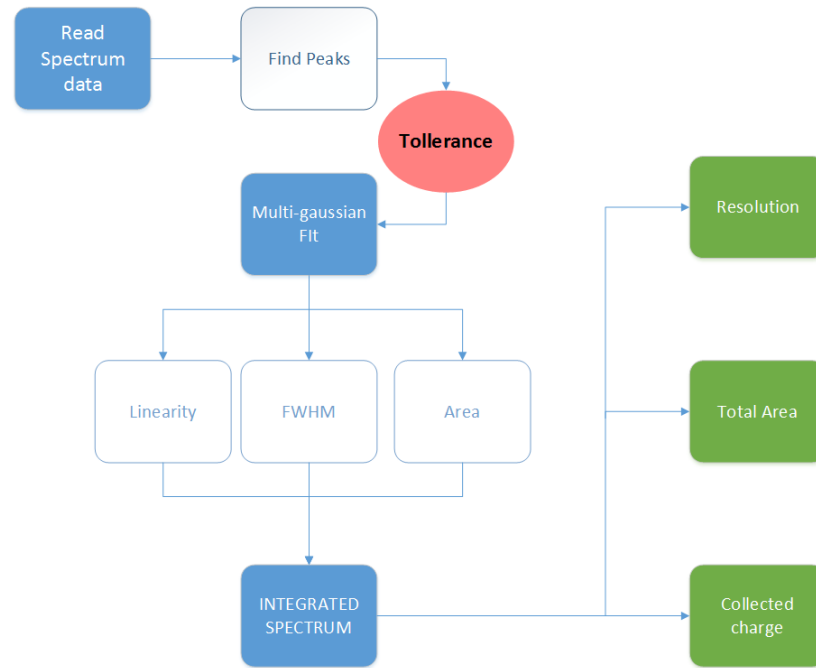 Read
Spectrum
data
Find Peaks
Tollerance
Multi-gaussian
FIt
Resolution
Linearity
FWHM
Area
Total Area
INTEGRATED
SPECTRUM
Collected
charge